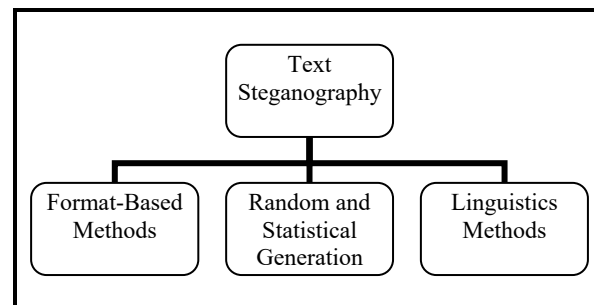 Text
Steganography
Format-Based
Methods
Random and
Statistical
Generation
Linguistics
Methods